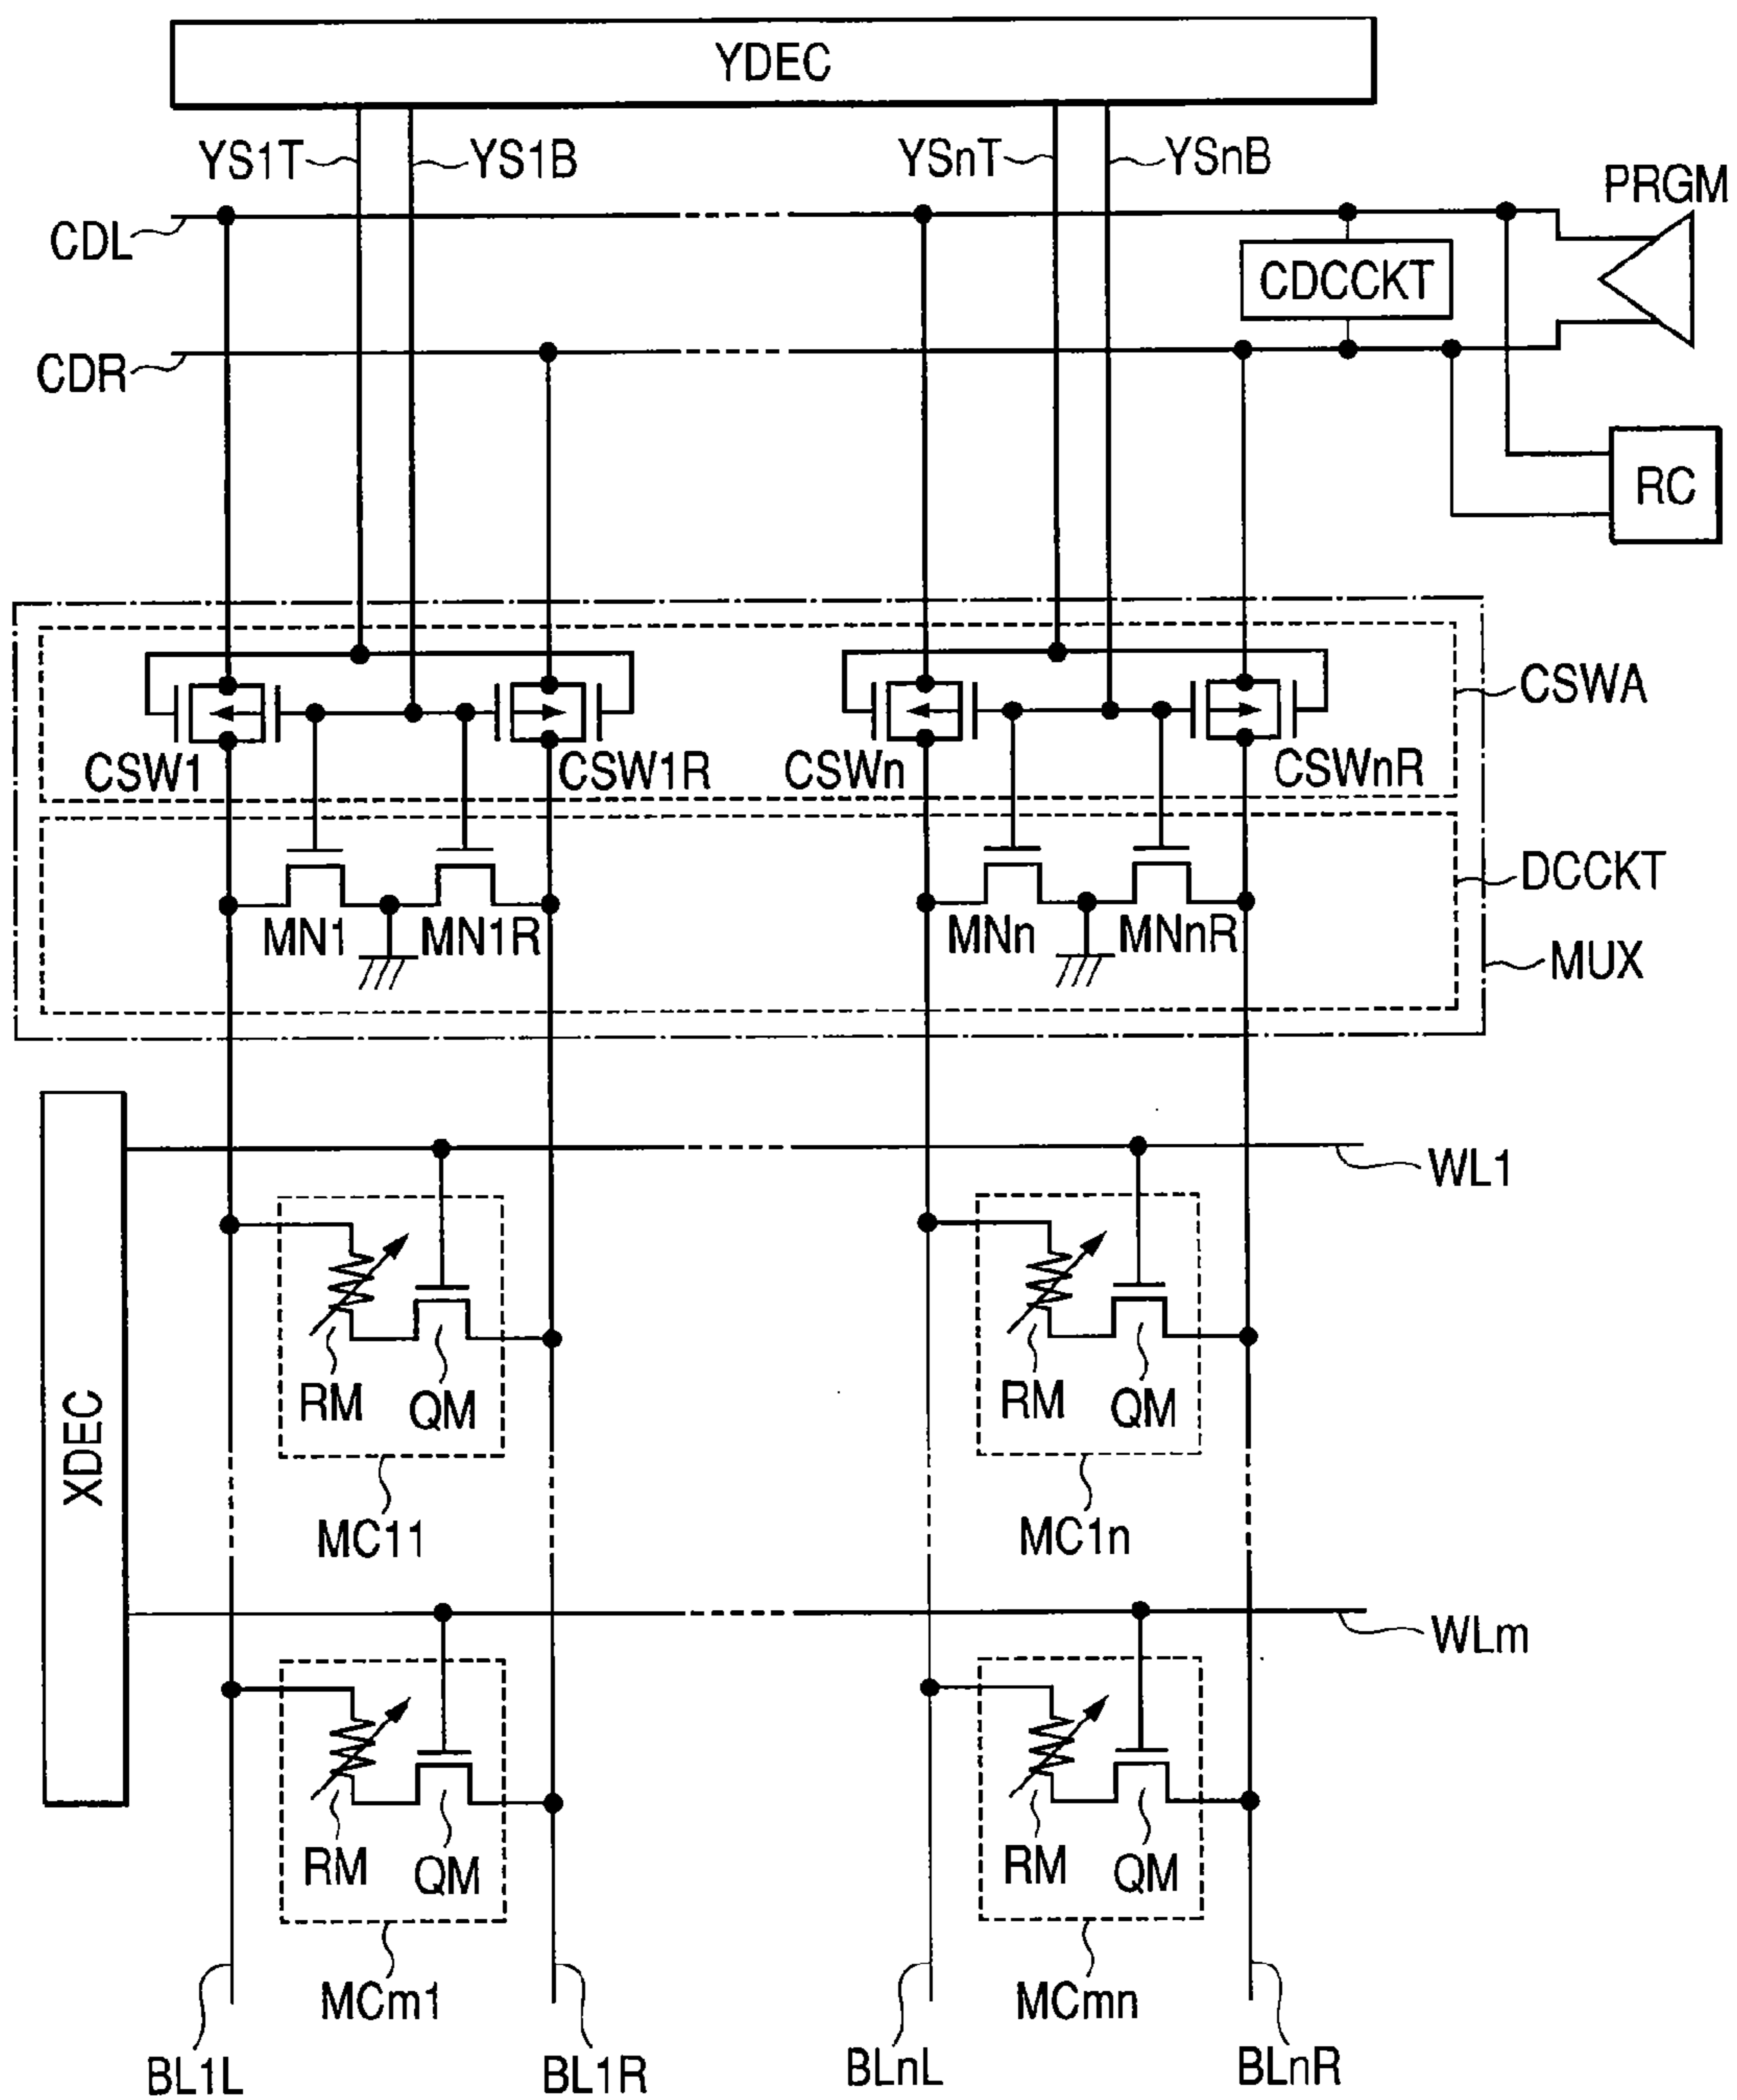 YDEC
YS1T YS1B YSnT YSnB
PRGM
CDL
CDCCKT
CDR
RC
CSWA
CSW1 CSW1R CSWn CSWnR
DCCKT
MN1 MN1R MNn MNnR
MUX
WL1
RM QM RM QM
XDEC
MC11 MC1n
WLm
RM QM RM QM
MCm1 MCmn
BL1L BL1R BLnL BLnR